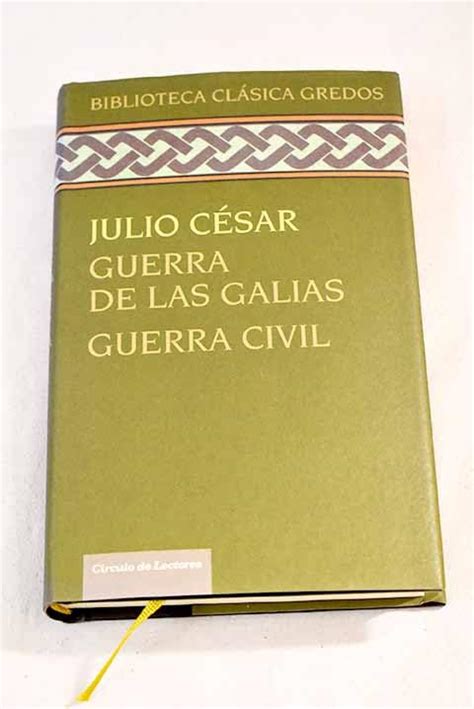 BIBLIOTECA CLÁSICA GREDOS
JULIO CÉSAR
GUERRA
DE LAS GALIAS
GUERRA CIVIL
Círculo de Lectores